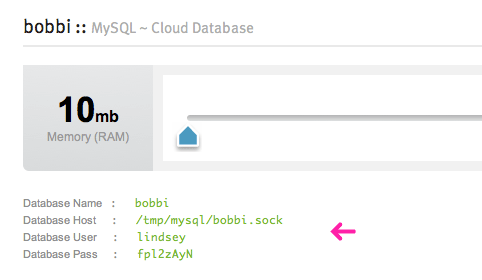 bobbi :: MySQL ~ Cloud Database
10mb
Memory (RAM)
Database Name : bobbi
Database Host : /tmp/mysql/bobbi.sock
Database User : lindsey
Database Pass : fpl2zAyN